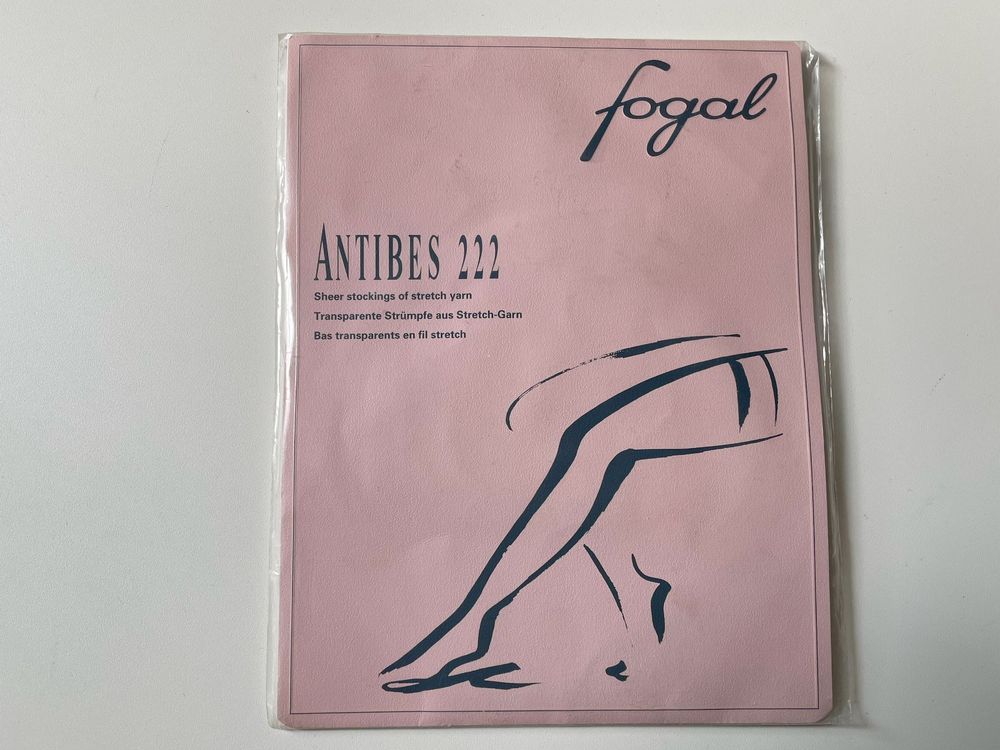 fogal
ANTIBES 222
Sheer stockings of stretch yarn
Transparente Strümpfe aus Stretch-Garn
Bas transparents en fil stretch